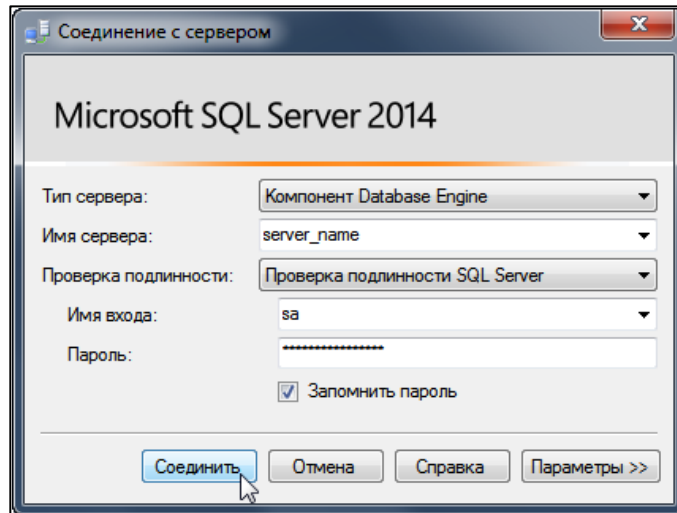 Соединение с сервером
Microsoft SQL Server 2014
Тип сервера: Компонент Database Engine
Имя сервера: server_name
Проверка подлинности: Проверка подлинности SQL Server
Имя входа: sa
Пароль: ****************
Запомнить пароль
Соединить Отмена Справка Параметры >>